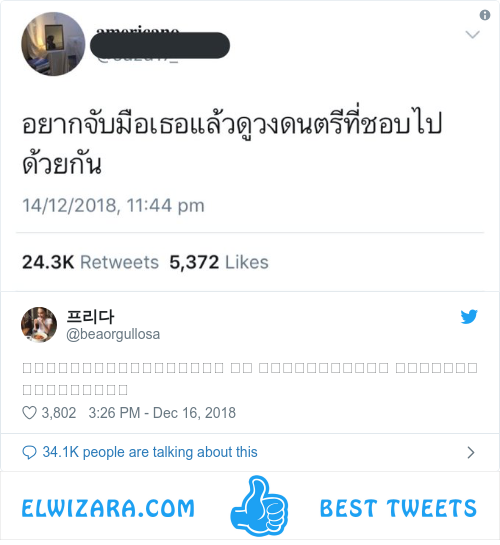 อยากจับมือเธอแล้วดูวงดนตรีที่ชอบไป
ด้วยกัน
14/12/2018, 11:44 pm
24.3K Retweets 5,372 Likes
프리다
@beaorgullosa
3,802 3:26 PM - Dec 16, 2018
34.1K people are talking about this
ELWIZARA.COM BEST TWEETS